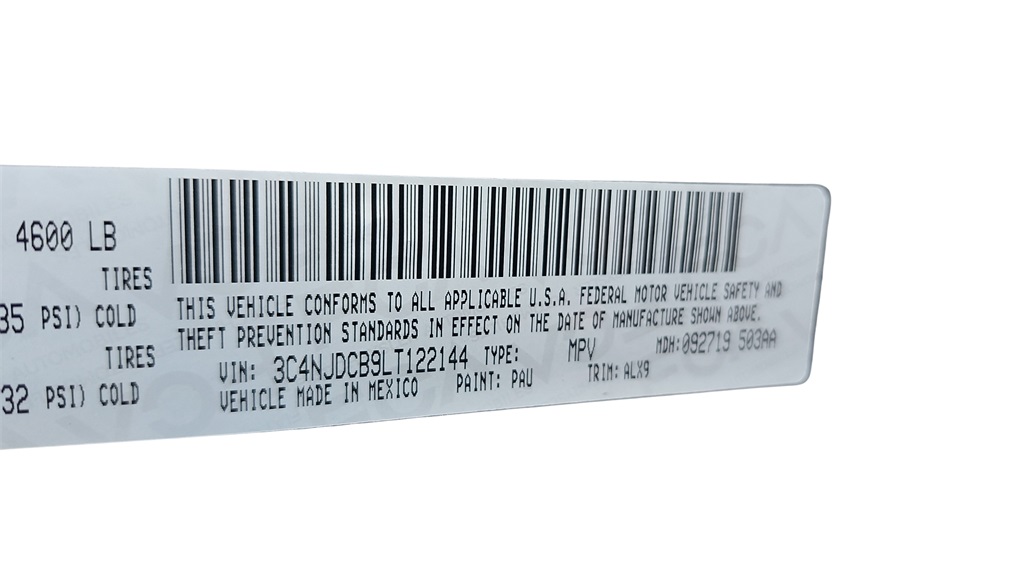 4600 LB
TIRES
35 PSI) COLD
TIRES
32 PSI) COLD
THIS VEHICLE CONFORMS TO ALL APPLICABLE U.S.A. FEDERAL MOTOR VEHICLE SAFETY AND
THEFT PREVENTION STANDARDS IN EFFECT ON THE DATE OF MANUFACTURE SHOWN ABOVE.
VIN: 3C4NJDCB9LT122144 TYPE: MPV MDH:092719 503AA
VEHICLE MADE IN MEXICO PAINT: PAU TRIM: ALX9